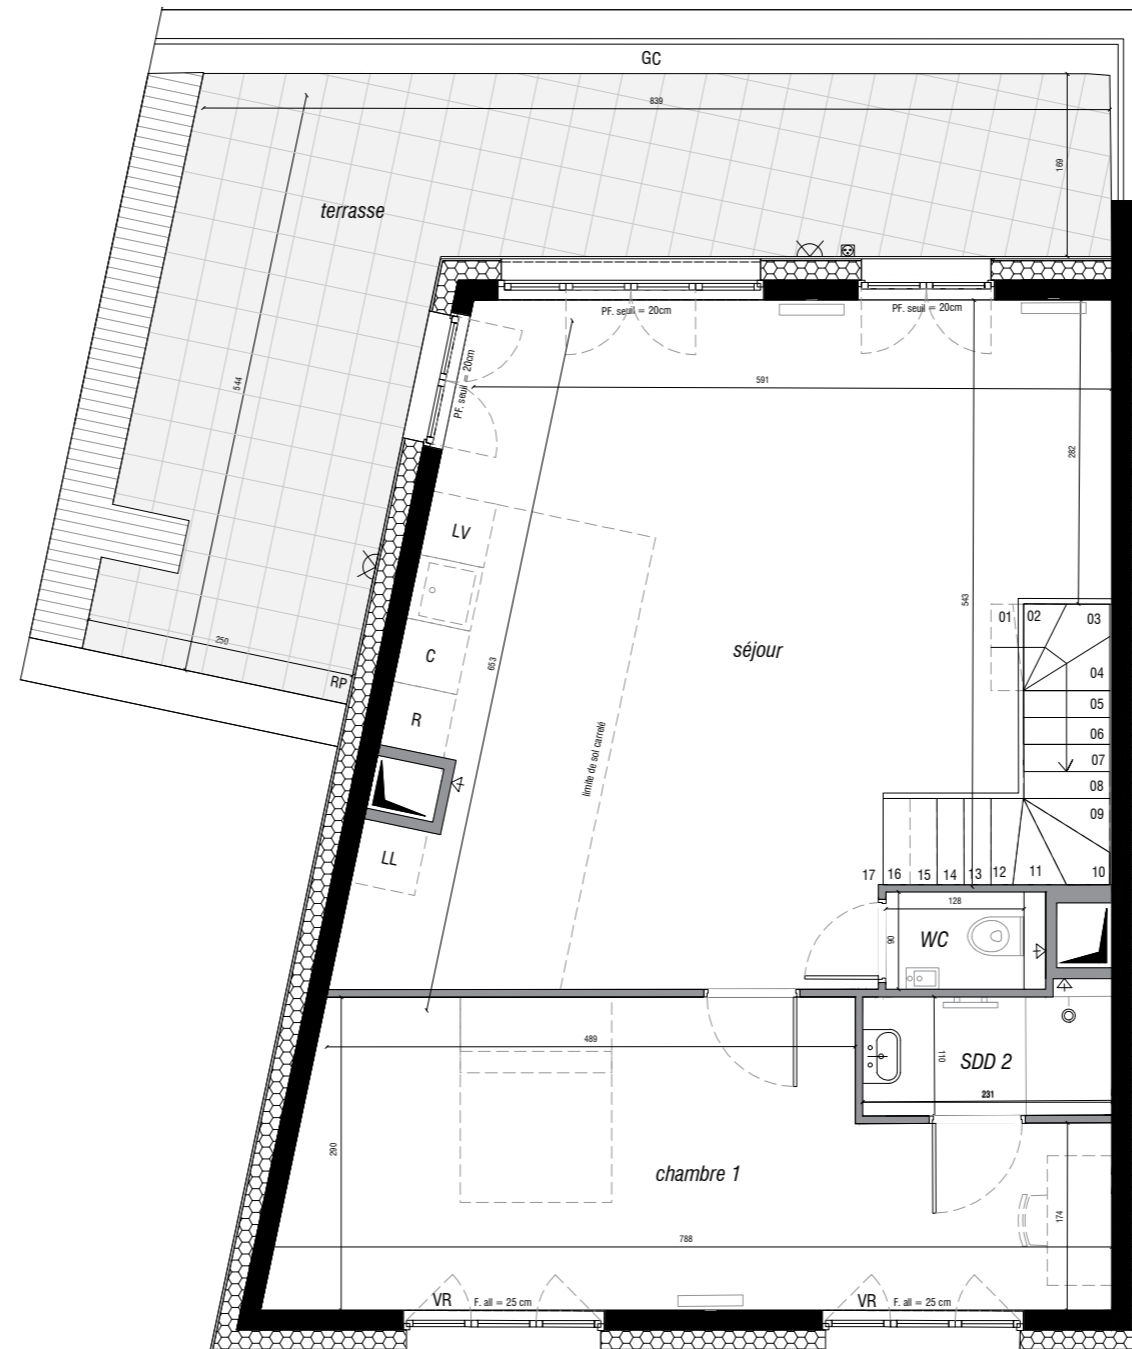 GC
839
169
terrasse
544
PF. seuil = 20cm
PF. seuil = 20cm
PF. seuil = 20cm
591
282
LV
543
01
02
03
04
05
06
07
08
09
10
11
12
13
14
15
16
17
C
séjour
653
250
RP
R
limite de sol carrelé
LL
128
90
WC
489
110
SDD 2
231
290
chambre 1
174
788
VR
F. all = 25 cm
VR
F. all = 25 cm